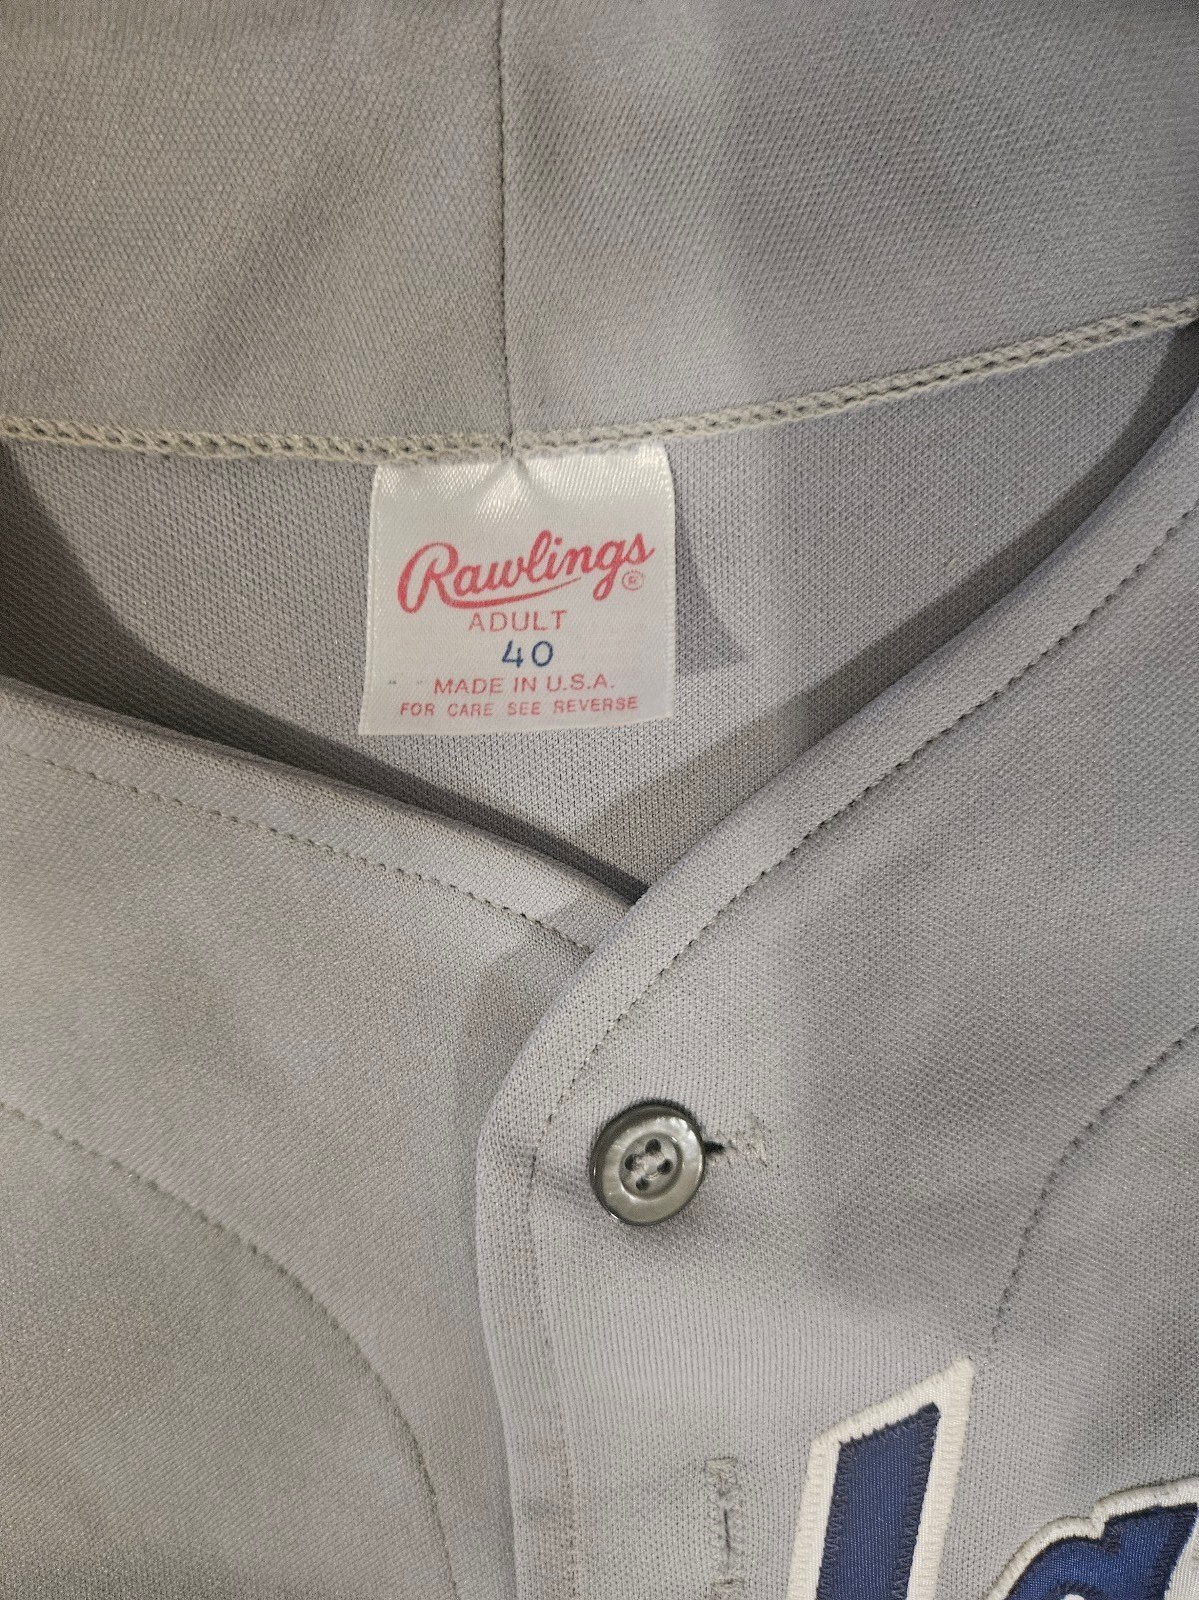 Rawlings®
ADULT
40
MADE IN U.S.A.
FOR CARE SEE REVERSE